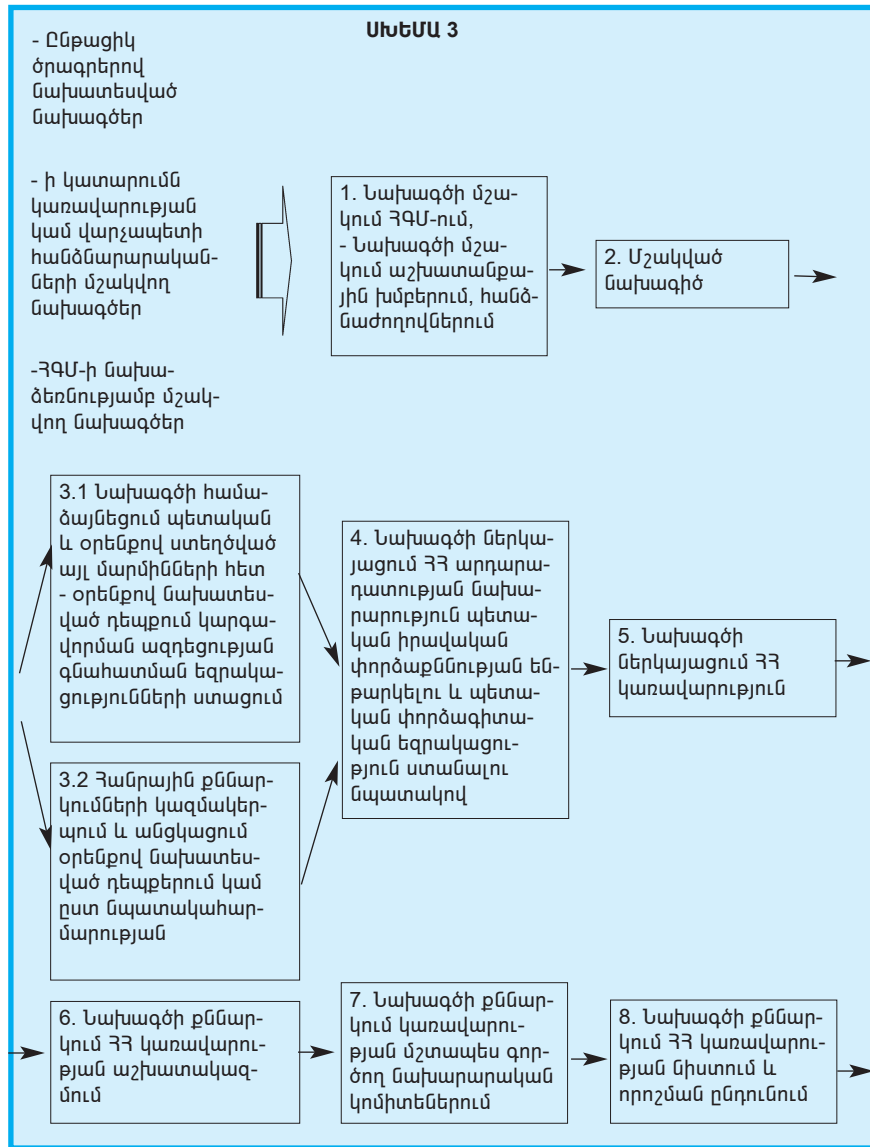 ՍԽԵՄԱ 3
- Ընթացիկ
ծրագրերով
նախատեսված
նախագծեր
- ի կատարումն
կառավարության
կամ վարչապետի
հանձնարարական-
ների մշակվող
նախագծեր
-ՀԳՄ-ի նախա-
ձեռնությամբ մշակ-
վող նախագծեր
1. Նախագծի մշա-
կում ՀԳՄ-ում,
- Նախագծի մշա-
կում աշխատանքա-
յին խմբերում, հանձ-
նաժողովներում
2. Մշակված
նախագիծ
3.1 Նախագծի համա-
ձայնեցում պետական
և օրենքով ստեղծված
այլ մարմինների հետ
- օրենքով նախատես-
ված դեպքում կարգա-
վորման ազդեցության
գնահատման եզրակա-
ցությունների ստացում
3.2 Հանրային քննար-
կումների կազմակեր-
պում և անցկացում
օրենքով նախատես-
ված դեպքերում կամ
ըստ նպատակահար-
մարության
4. Նախագծի ներկա-
յացում ՀՀ արդարա-
դատության նախա-
րարություն պետա-
կան իրավական
փորձաքննության են-
թարկելու և պետա-
կան փորձագիտա-
կան եզրակացու-
թյուն ստանալու
նպատակով
5. Նախագծի
ներկայացում ՀՀ
կառավարություն
6. Նախագծի քննար-
կում ՀՀ կառավարու-
թյան աշխատակազ-
մում
7. Նախագծի քննար-
կում կառավարու-
թյան մշտապես գոր-
ծող նախարարական
կոմիտեներում
8. Նախագծի քննար-
կում ՀՀ կառավարու-
թյան նիստում և
որոշման ընդունում